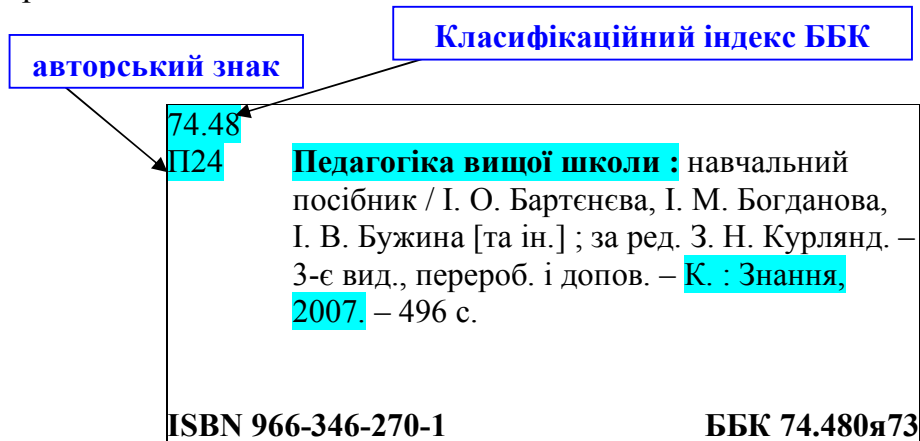 Класифікаційний індекс ББК
авторський знак
74.48
П24 Педагогіка вищої школи : навчальний
посібник / І. О. Бартєнєва, І. М. Богданова,
І. В. Бужина [та ін.] ; за ред. З. Н. Курлянд. –
3-є вид., перероб. і допов. – К. : Знання,
2007. – 496 с.
ISBN 966-346-270-1 ББК 74.480я73